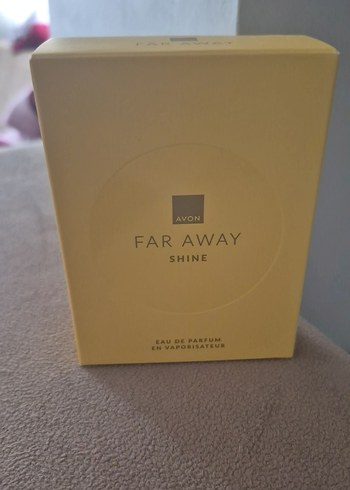 FAR AWAY
AVON
FAR AWAY
SHINE
EAU DE PARFUM
EN VAPORISATEUR